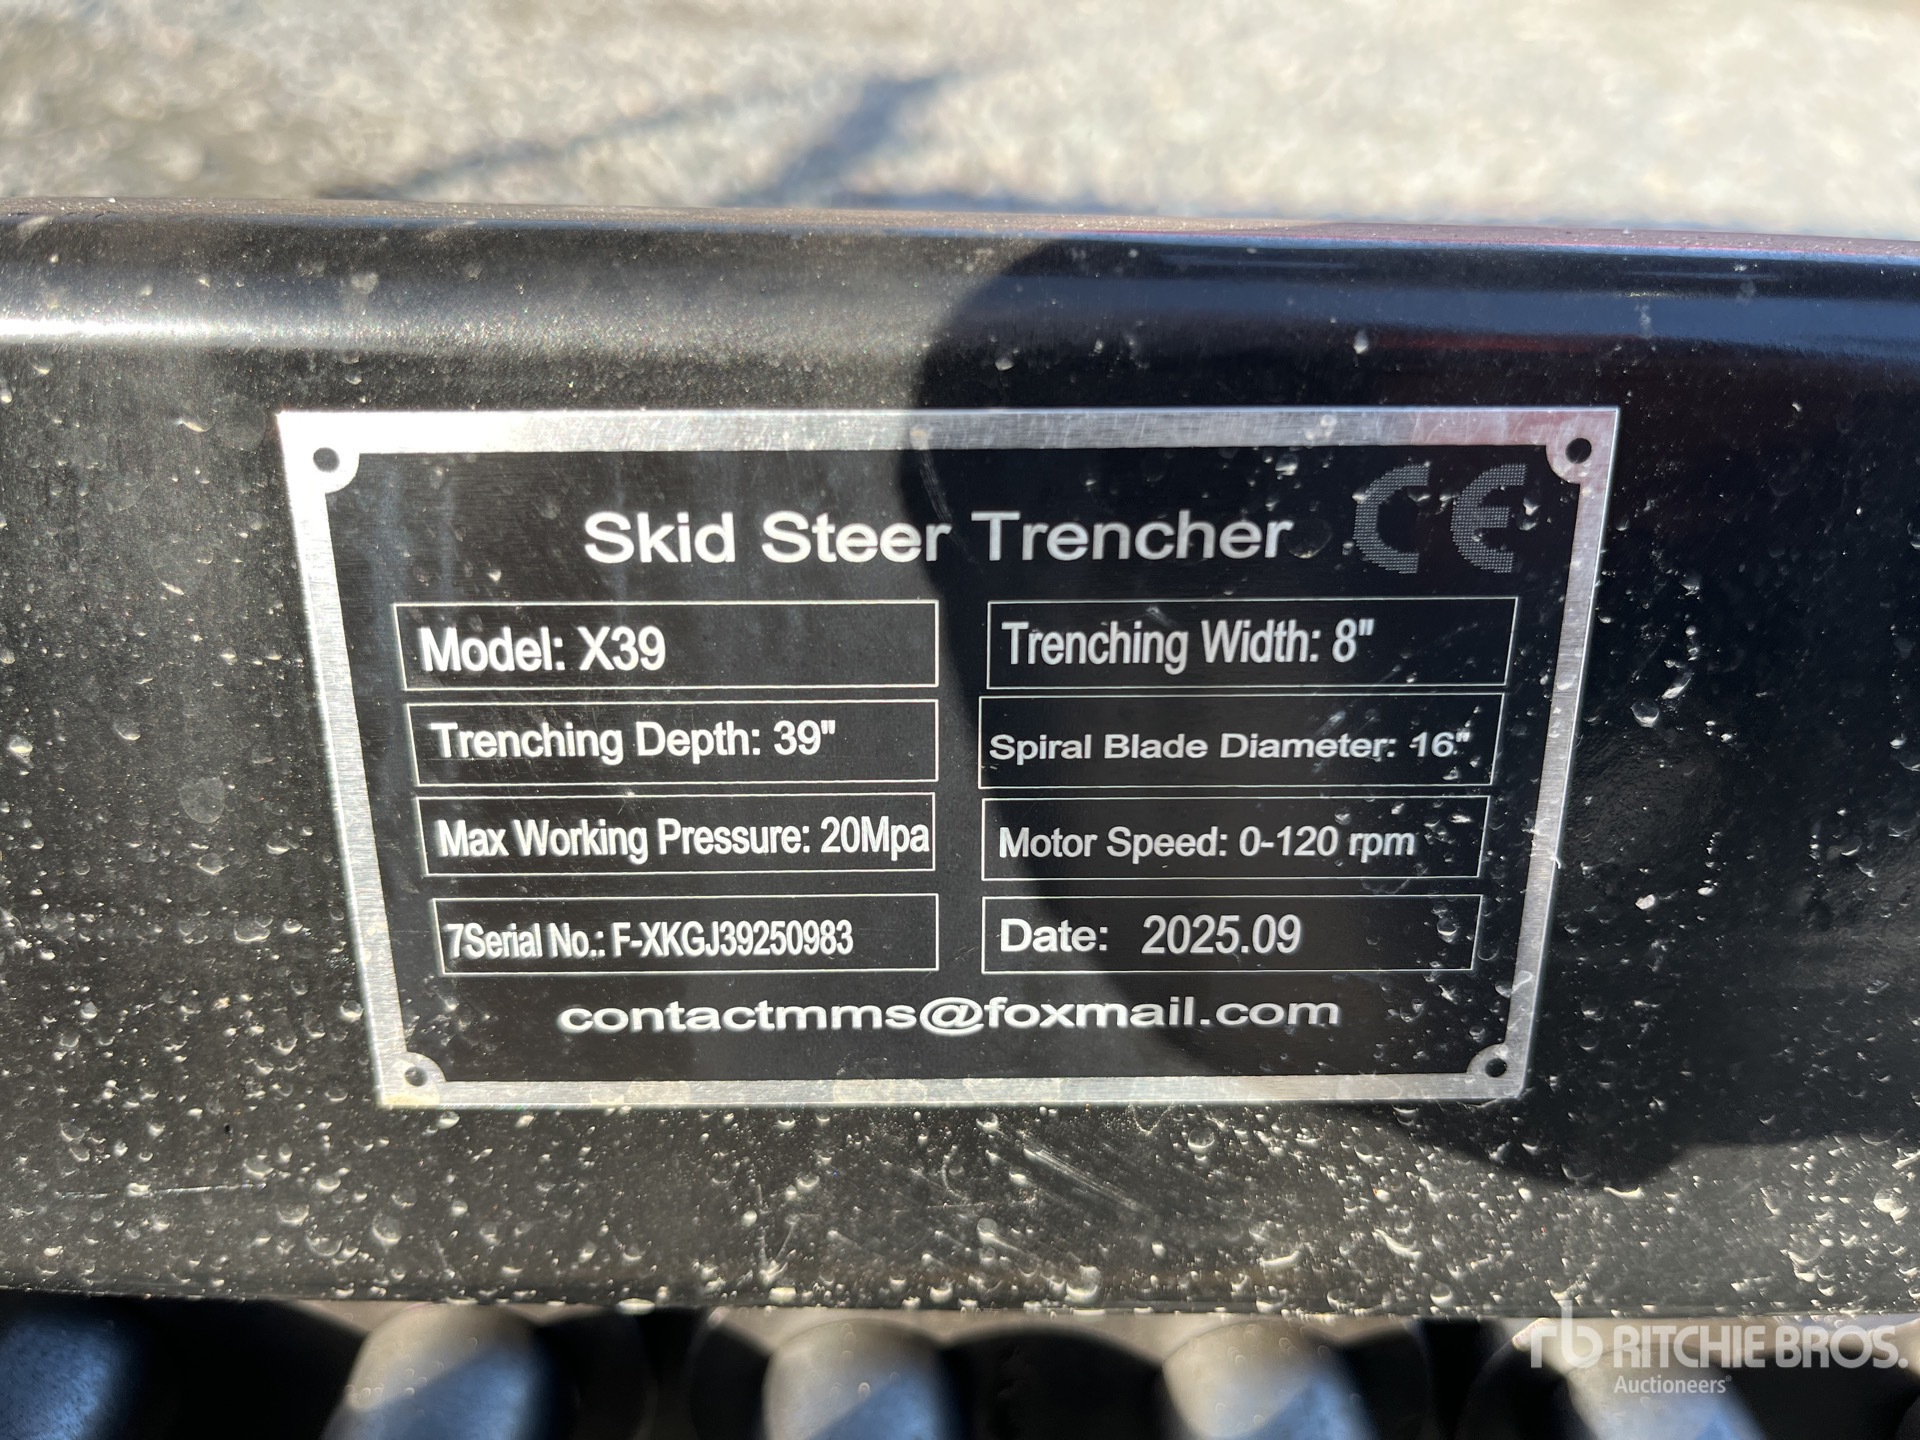 Skid Steer Trencher CE
Model: X39
Trenching Width: 8"
Trenching Depth: 39"
Spiral Blade Diameter: 16"
Max Working Pressure: 20Mpa
Motor Speed: 0-120 rpm
7Serial No.: F-XKGJ39250983
Date: 2025.09
contactmms@foxmail.com
rb RITCHIE BROS.
Auctioneers